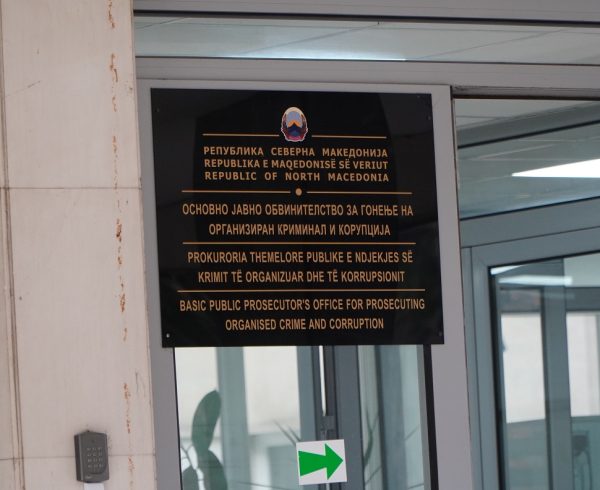 РЕПУБЛИКА СЕВЕРНА МАКЕДОНИЈА
REPUBLIKA E MAQEDONISË SË VERIUT
REPUBLIC OF NORTH MACEDONIA
ОСНОВНО ЈАВНО ОБВИНИТЕЛСТВО ЗА ГОНЕЊЕ НА
ОРГАНИЗИРАН КРИМИНАЛ И КОРУПЦИЈА
PROKURORIA THEMELORE PUBLIKE E NDJEKJES SË
KRIMIT TË ORGANIZUAR DHE TË KORRUPSIONIT
BASIC PUBLIC PROSECUTOR'S OFFICE FOR PROSECUTING
ORGANISED CRIME AND CORRUPTION